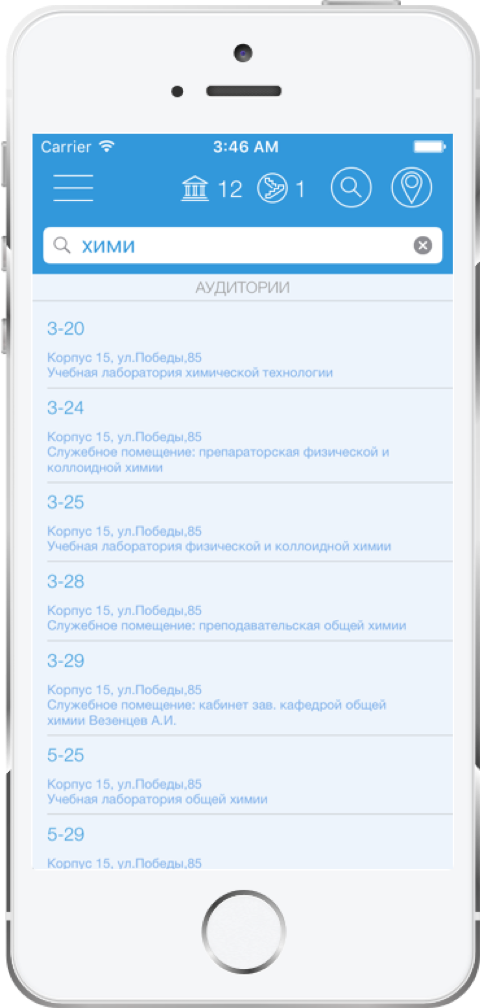 Carrier 3:46 AM
12 1
хими
АУДИТОРИИ
3-20
Корпус 15, ул.Победы,85
Учебная лаборатория химической технологии
3-24
Корпус 15, ул.Победы,85
Служебное помещение: препараторская физической и
коллоидной химии
3-25
Корпус 15, ул.Победы,85
Учебная лаборатория физической и коллоидной химии
3-28
Корпус 15, ул.Победы,85
Служебное помещение: преподавательская общей химии
3-29
Корпус 15, ул.Победы,85
Служебное помещение: кабинет зав. кафедрой общей
химии Везенцев А.И.
5-25
Корпус 15, ул.Победы,85
Учебная лаборатория общей химии
5-29
Корпус 15, ул.Победы,85